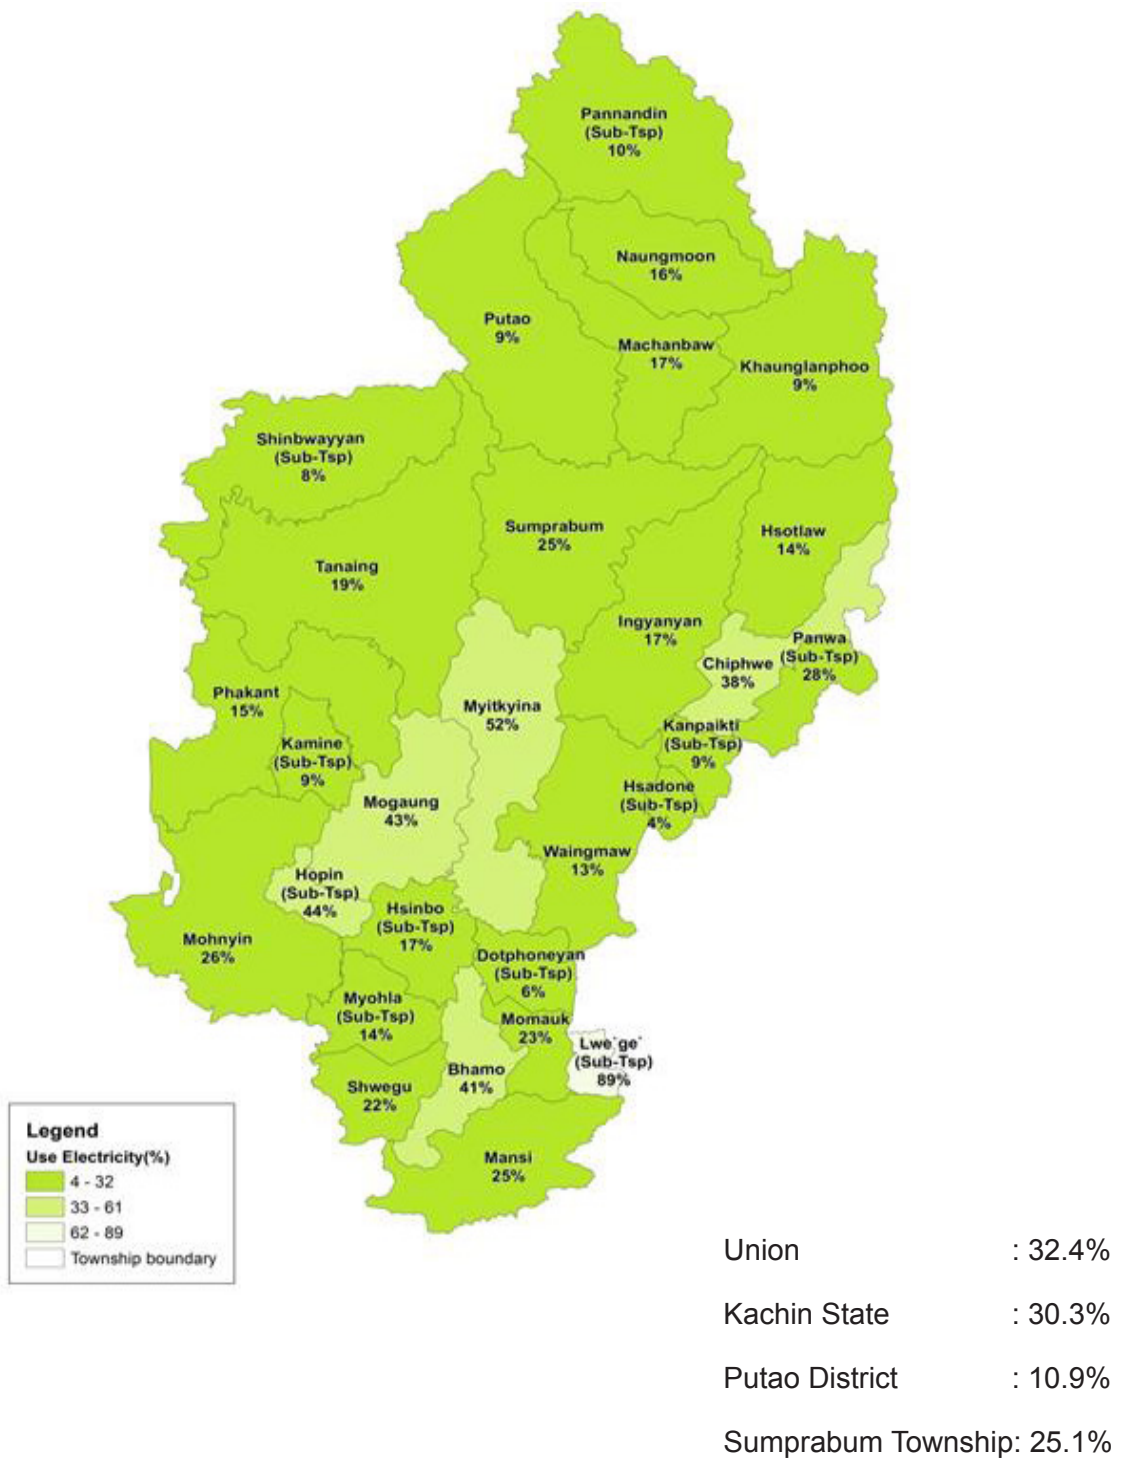 Pannandin
(Sub-Tsp)
10%
Naungmoon
16%
Putao
9%
Machanbaw
17%
Khaunglanphoo
9%
Shinbwayyan
(Sub-Tsp)
8%
Sumprabum
25%
Hsotlaw
14%
Tanaing
19%
Ingyanyan
17%
Panwa
(Sub-Tsp)
28%
Chiphwe
38%
Phakant
15%
Myitkyina
52%
Kanpaikti
(Sub-Tsp)
9%
Kamine
(Sub-Tsp)
9%
Hsadone
(Sub-Tsp)
4%
Mogaung
43%
Waingmaw
13%
Hopin
(Sub-Tsp)
44%
Hsinbo
(Sub-Tsp)
17%
Mohnyin
26%
Dotphoneyan
(Sub-Tsp)
6%
Myohla
(Sub-Tsp)
14%
Momauk
23%
Lwe`ge`
(Sub-Tsp)
89%
Bhamo
41%
Shwegu
22%
Mansi
25%
Legend
Use Electricity(%)
4 - 32
33 - 61
62 - 89
Township boundary
Union : 32.4%
Kachin State : 30.3%
Putao District : 10.9%
Sumprabum Township: 25.1%